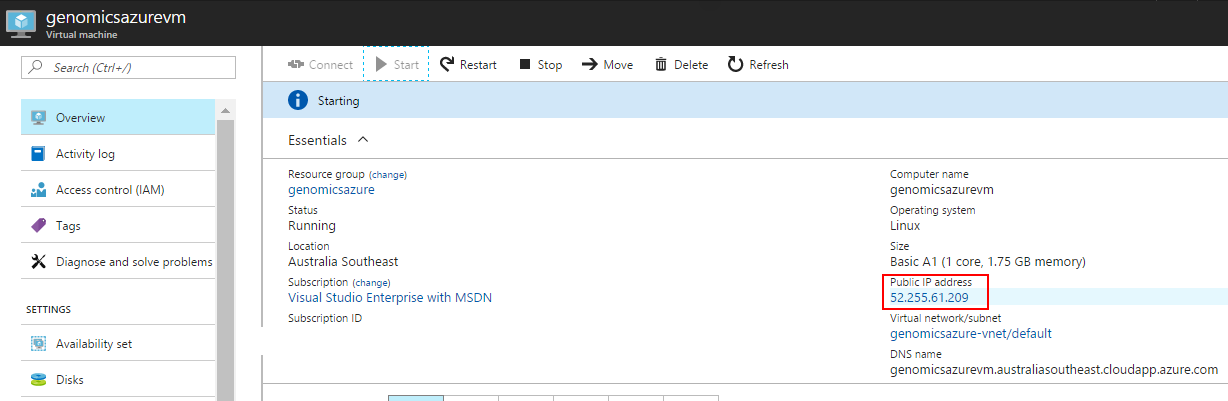 genomicsazurevm
Virtual machine
Search (Ctrl+/)
Overview
Activity log
Access control (IAM)
Tags
Diagnose and solve problems
SETTINGS
Availability set
Disks
Connect Start Restart Stop Move Delete Refresh
Starting
Essentials
Resource group (change)
genomicsazure
Status
Running
Location
Australia Southeast
Subscription (change)
Visual Studio Enterprise with MSDN
Subscription ID
Computer name
genomicsazurevm
Operating system
Linux
Size
Basic A1 (1 core, 1.75 GB memory)
Public IP address
52.255.61.209
Virtual network/subnet
genomicsazure-vnet/default
DNS name
genomicsazurevm.australiasoutheast.cloudapp.azure.com